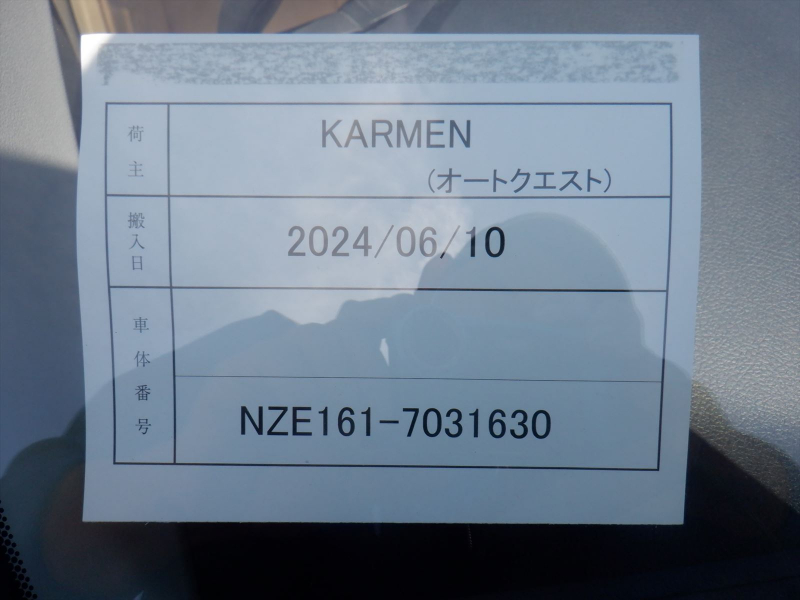 荷主
KARMEN
(オートクエスト)
搬入日
2024/06/10
車体番号
NZE161-7031630